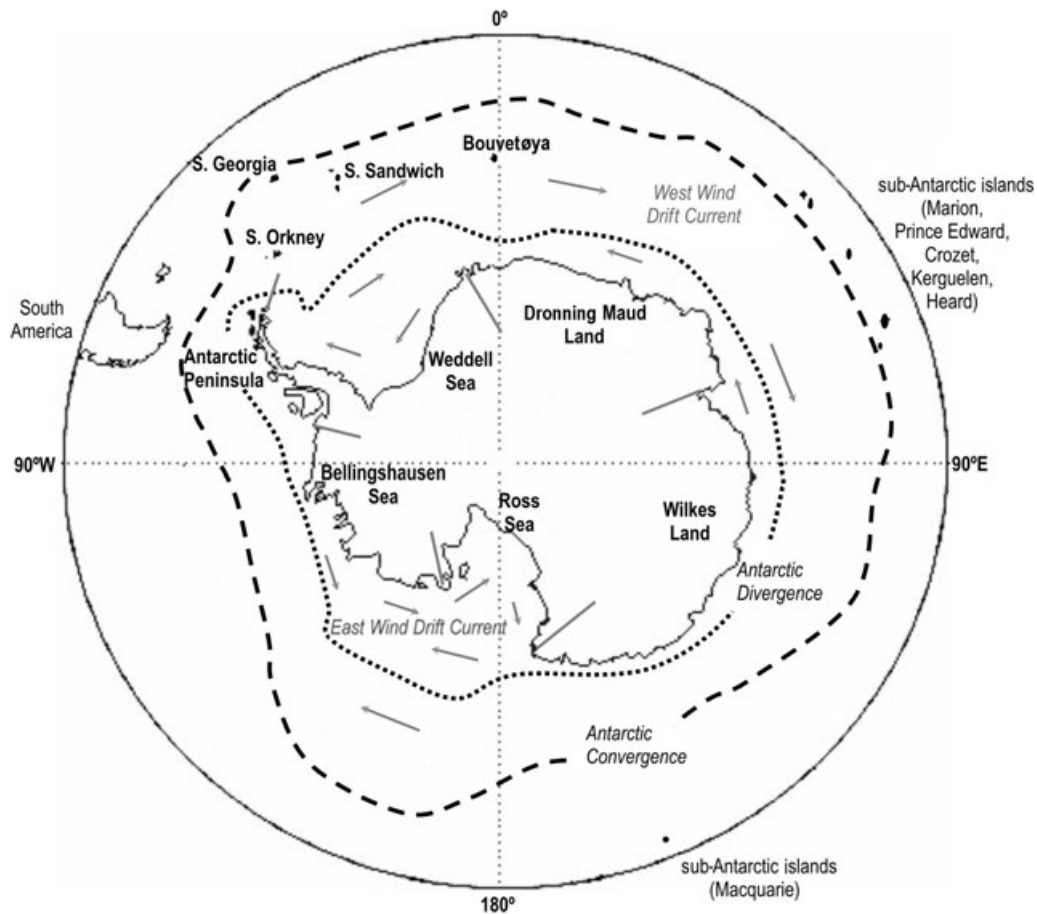 0º
Bouvetøya
S. Georgia
S. Sandwich
West Wind
Drift Current
sub-Antarctic islands
(Marion,
Prince Edward,
Crozet,
Kerguelen,
Heard)
S. Orkney
South
America
Dronning Maud
Land
Antarctic
Peninsula
Weddell
Sea
90ºW
90ºE
Bellingshausen
Sea
Ross
Sea
Wilkes
Land
Antarctic
Divergence
East Wind Drift Current
Antarctic
Convergence
sub-Antarctic islands
(Macquarie)
180º